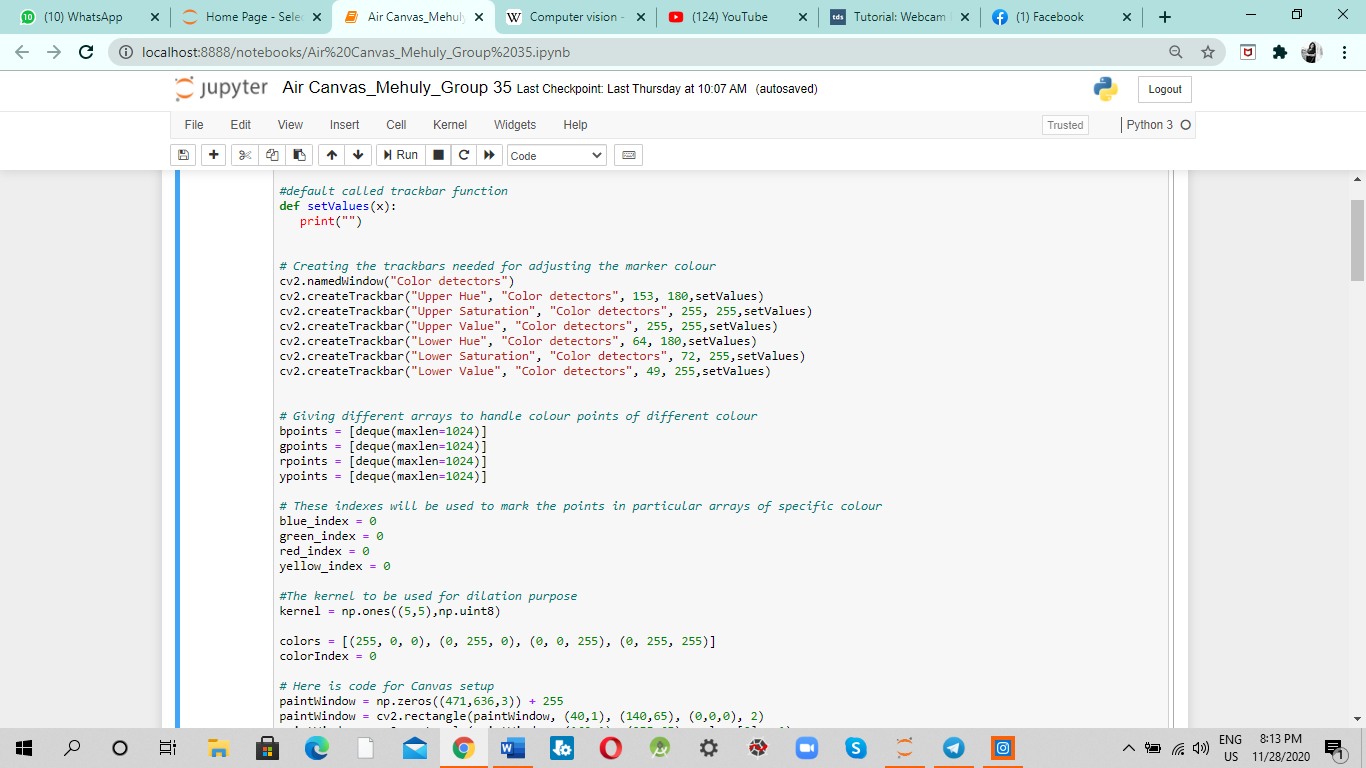 (10) WhatsApp
Home Page - Sele
Air Canvas_Mehuly
Computer vision -
(124) YouTube
tds Tutorial: Webcam
(1) Facebook
localhost:8888/notebooks/Air%20Canvas_Mehuly_Group%2035.ipynb
jupyter Air Canvas_Mehuly_Group 35 Last Checkpoint: Last Thursday at 10:07 AM (autosaved)
Logout
File Edit View Insert Cell Kernel Widgets Help
Trusted
Python 3
Run
Code
#default called trackbar function
def setValues(x):
   print("")
# Creating the trackbars needed for adjusting the marker colour
cv2.namedWindow("Color detectors")
cv2.createTrackbar("Upper Hue", "Color detectors", 153, 180,setValues)
cv2.createTrackbar("Upper Saturation", "Color detectors", 255, 255,setValues)
cv2.createTrackbar("Upper Value", "Color detectors", 255, 255,setValues)
cv2.createTrackbar("Lower Hue", "Color detectors", 64, 180,setValues)
cv2.createTrackbar("Lower Saturation", "Color detectors", 72, 255,setValues)
cv2.createTrackbar("Lower Value", "Color detectors", 49, 255,setValues)
# Giving different arrays to handle colour points of different colour
bpoints = [deque(maxlen=1024)]
gpoints = [deque(maxlen=1024)]
rpoints = [deque(maxlen=1024)]
ypoints = [deque(maxlen=1024)]
# These indexes will be used to mark the points in particular arrays of specific colour
blue_index = 0
green_index = 0
red_index = 0
yellow_index = 0
#The kernel to be used for dilation purpose
kernel = np.ones((5,5),np.uint8)
colors = [(255, 0, 0), (0, 255, 0), (0, 0, 255), (0, 255, 255)]
colorIndex = 0
# Here is code for Canvas setup
paintWindow = np.zeros((471,636,3)) + 255
paintWindow = cv2.rectangle(paintWindow, (40,1), (140,65), (0,0,0), 2)
ENG
US
8:13 PM
11/28/2020
1